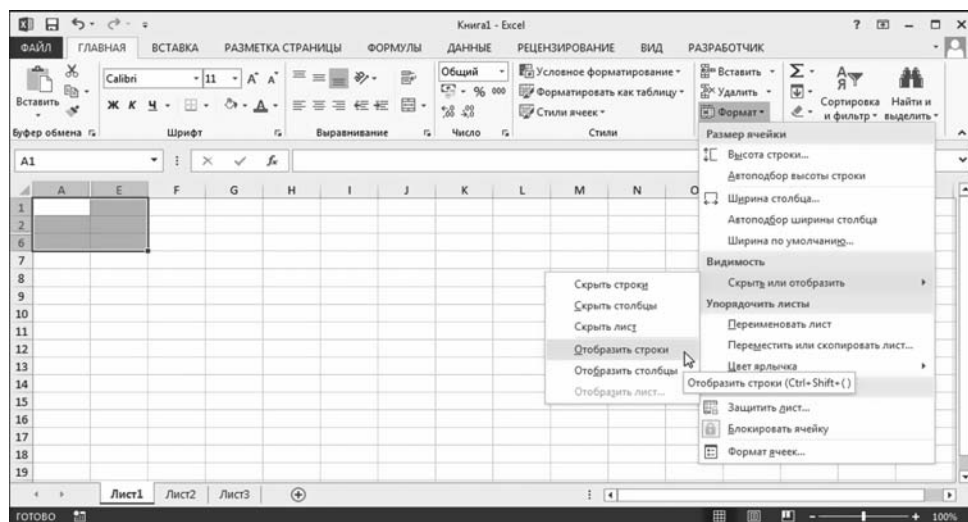 Книга1 - Excel
ФАЙЛ ГЛАВНАЯ ВСТАВКА РАЗМЕТКА СТРАНИЦЫ ФОРМУЛЫ ДАННЫЕ РЕЦЕНЗИРОВАНИЕ ВИД РАЗРАБОТЧИК
Вставить
Calibri 11
Ж К Ч
Общий
% 000
Условное форматирование
Форматировать как таблицу
Стили ячеек
Вставить
Удалить
Формат
Сортировка и фильтр
Найти и выделить
Буфер обмена Шрифт Выравнивание Число Стили
A1
fx
A E F G H I J K L M N O
1
2
6
7
8
9
10
11
12
13
14
15
16
17
18
19
Размер ячейки
Высота строки...
Автоподбор высоты строки
Ширина столбца...
Автоподбор ширины столбца
Ширина по умолчанию...
Видимость
Скрыть или отобразить
Упорядочить листы
Переименовать лист
Переместить или скопировать лист...
Цвет ярлычка
Защитить лист...
Блокировать ячейку
Формат ячеек...
Скрыть строки
Скрыть столбцы
Скрыть лист
Отобразить строки
Отобразить столбцы
Отобразить лист...
Отобразить строки (Ctrl+Shift+( )
Лист1 Лист2 Лист3
ГОТОВО
100%